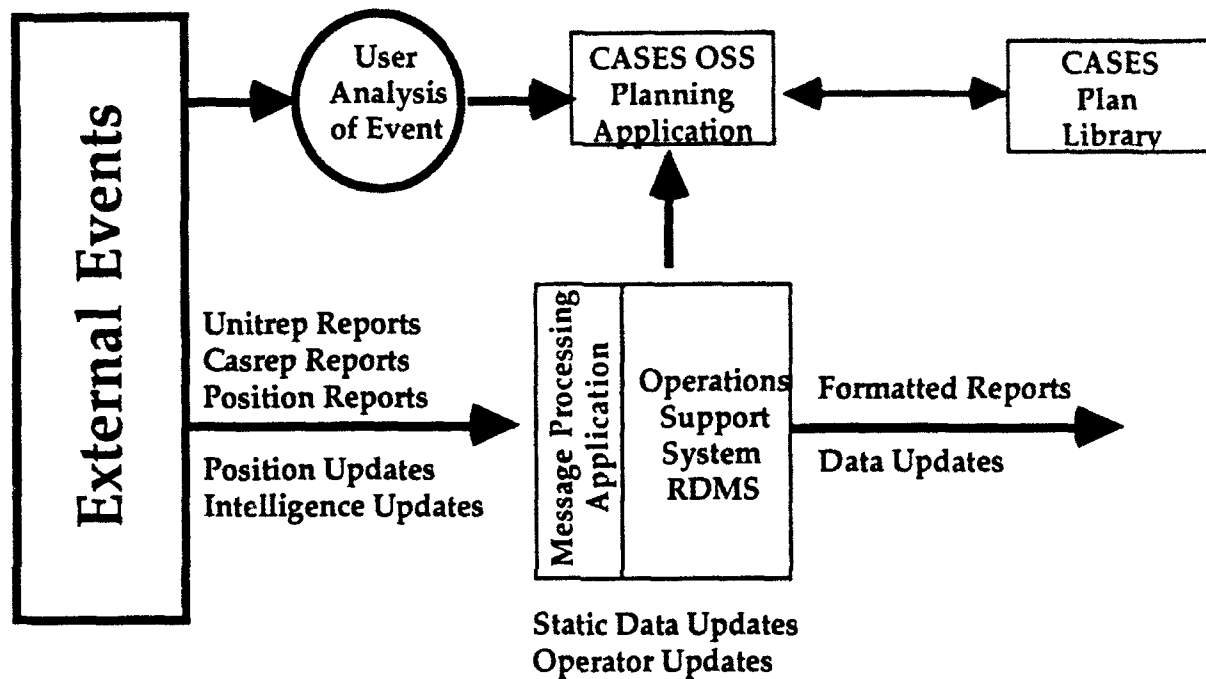 External Events
User
Analysis
of Event
CASES OSS
Planning
Application
CASES
Plan
Library
Unitrep Reports
Casrep Reports
Position Reports
Position Updates
Intelligence Updates
Message Processing
Application
Operations
Support
System
RDMS
Formatted Reports
Data Updates
Static Data Updates
Operator Updates